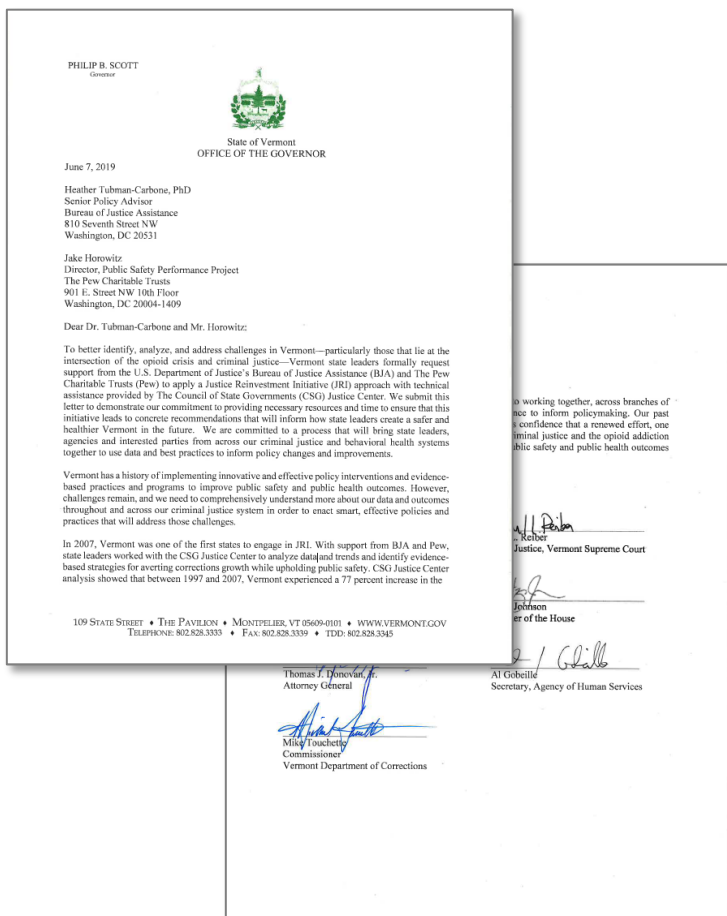 PHILIP B. SCOTT
Governor
State of Vermont
OFFICE OF THE GOVERNOR
June 7, 2019
Heather Tubman-Carbone, PhD
Senior Policy Advisor
Bureau of Justice Assistance
810 Seventh Street NW
Washington, DC 20531
Jake Horowitz
Director, Public Safety Performance Project
The Pew Charitable Trusts
901 E. Street NW 10th Floor
Washington, DC 20004-1409
Dear Dr. Tubman-Carbone and Mr. Horowitz:
To better identify, analyze, and address challenges in Vermont—particularly those that lie at the
intersection of the opioid crisis and criminal justice—Vermont state leaders formally request
support from the U.S. Department of Justice's Bureau of Justice Assistance (BJA) and The Pew
Charitable Trusts (Pew) to apply a Justice Reinvestment Initiative (JRI) approach with technical
assistance provided by The Council of State Governments (CSG) Justice Center. We submit this
letter to demonstrate our commitment to providing necessary resources and time to ensure that this
initiative leads to concrete recommendations that will inform how state leaders create a safer and
healthier Vermont in the future. We are committed to a process that will bring state leaders,
agencies and interested parties from across our criminal justice and behavioral health systems
together to use data and best practices to inform policy changes and improvements.
Vermont has a history of implementing innovative and effective policy interventions and evidence-
based practices and programs to improve public safety and public health outcomes. However,
challenges remain, and we need to comprehensively understand more about our data and outcomes
throughout and across our criminal justice system in order to enact smart, effective policies and
practices that will address those challenges.
In 2007, Vermont was one of the first states to engage in JRI. With support from BJA and Pew,
state leaders worked with the CSG Justice Center to analyze data and trends and identify evidence-
based strategies for averting corrections growth while upholding public safety. CSG Justice Center
analysis showed that between 1997 and 2007, Vermont experienced a 77 percent increase in the
109 STATE STREET ♦ THE PAVILION ♦ MONTPELIER, VT 05609-0101 ♦ WWW.VERMONT.GOV
TELEPHONE: 802.828.3333 ♦ FAX: 802.828.3339 ♦ TDD: 802.828.3345
o working together, across branches of
nce to inform policymaking. Our past
confidence that a renewed effort, one
iminal justice and the opioid addiction
blic safety and public health outcomes
Reiber
Justice, Vermont Supreme Court
Johnson
er of the House
Thomas J. Donovan, Jr.
Attorney General
Al Gobeille
Secretary, Agency of Human Services
Mike Touchette
Commissioner
Vermont Department of Corrections